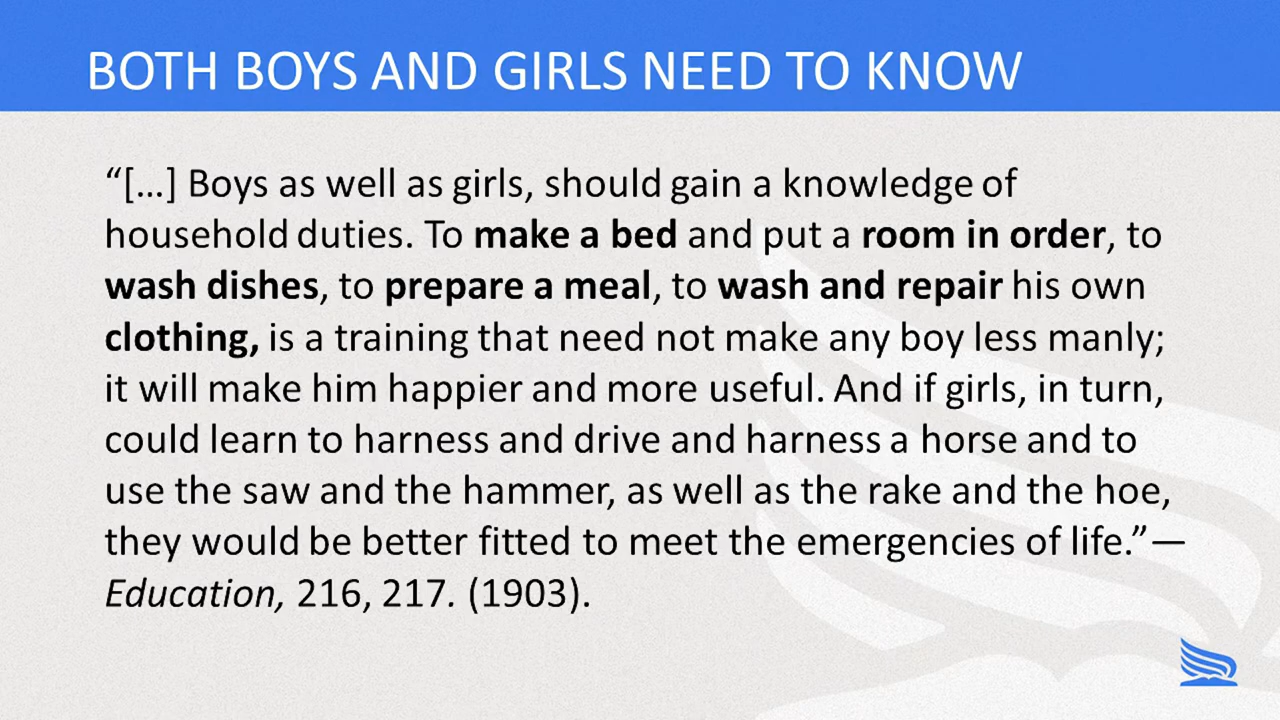 BOTH BOYS AND GIRLS NEED TO KNOW
“[…] Boys as well as girls, should gain a knowledge of
household duties. To make a bed and put a room in order, to
wash dishes, to prepare a meal, to wash and repair his own
clothing, is a training that need not make any boy less manly;
it will make him happier and more useful. And if girls, in turn,
could learn to harness and drive and harness a horse and to
use the saw and the hammer, as well as the rake and the hoe,
they would be better fitted to meet the emergencies of life.”—
Education, 216, 217. (1903).